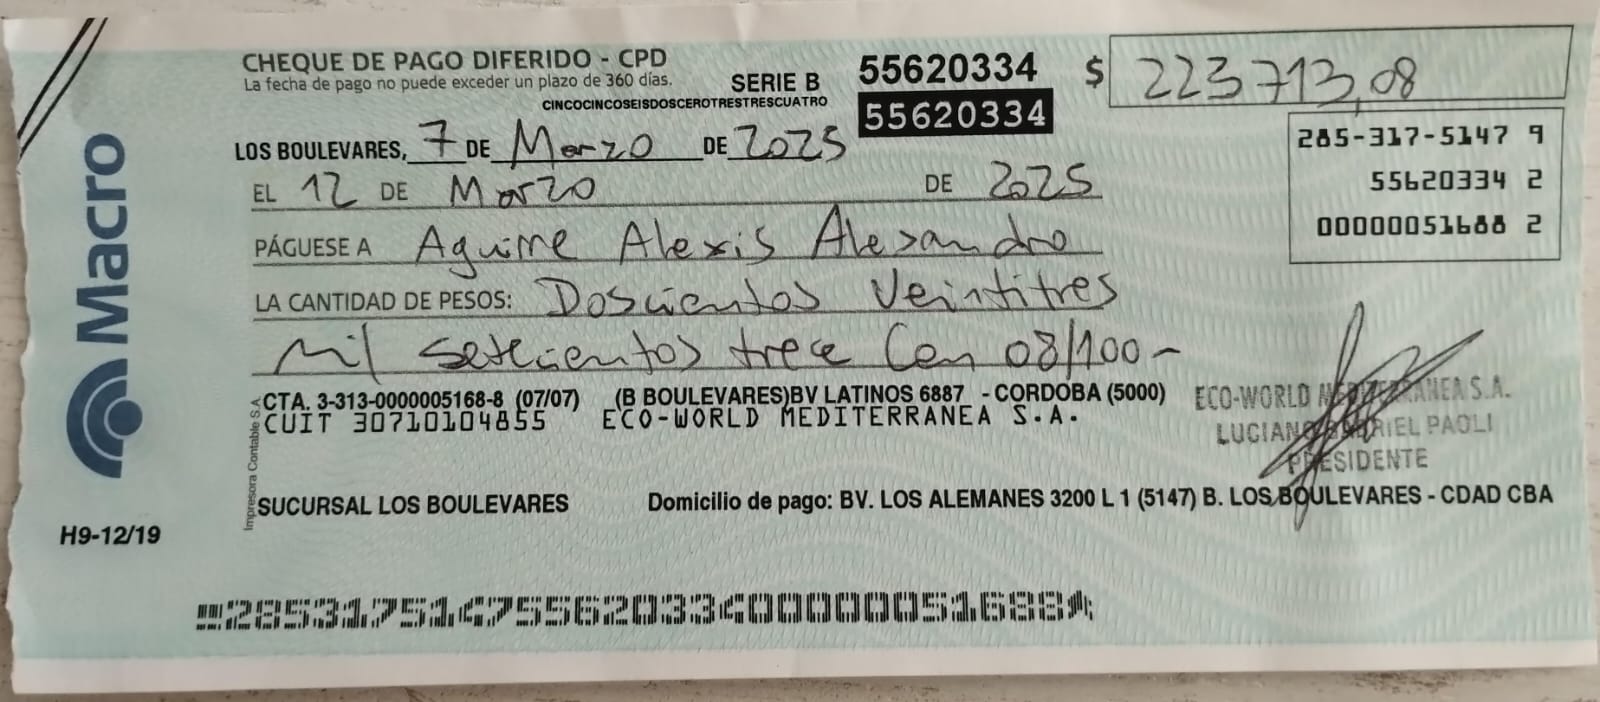 CHEQUE DE PAGO DIFERIDO - CPD
La fecha de pago no puede exceder un plazo de 360 días.
SERIE B
55620334
$ 223713,08
CINCOCINCOSEISDOSCEROTRESTRESCUATRO
55620334
285-317-5147 9
55620334 2
00000051688 2
LOS BOULEVARES, 7 DE Marzo DE 2025
EL 12 DE Marzo DE 2025
PÁGUESE A Aguirre Alexis Alexandro
LA CANTIDAD DE PESOS: Doscientos Veintitres
Mil Setecientos trece Con 08/100-
CTA. 3-313-0000005168-8 (07/07) (B BOULEVARES)BV LATINOS 6887 - CORDOBA (5000)
CUIT 30710104855 ECO-WORLD MEDITERRANEA S.A.
ECO-WORLD MEDITERRANEA S.A.
LUCIANO GABRIEL PAOLI
PRESIDENTE
SUCURSAL LOS BOULEVARES
Domicilio de pago: BV. LOS ALEMANES 3200 L 1 (5147) B. LOS BOULEVARES - CDAD CBA
Impresora Contable S.A.
Macro
H9-12/19
28531751475562033400000051688